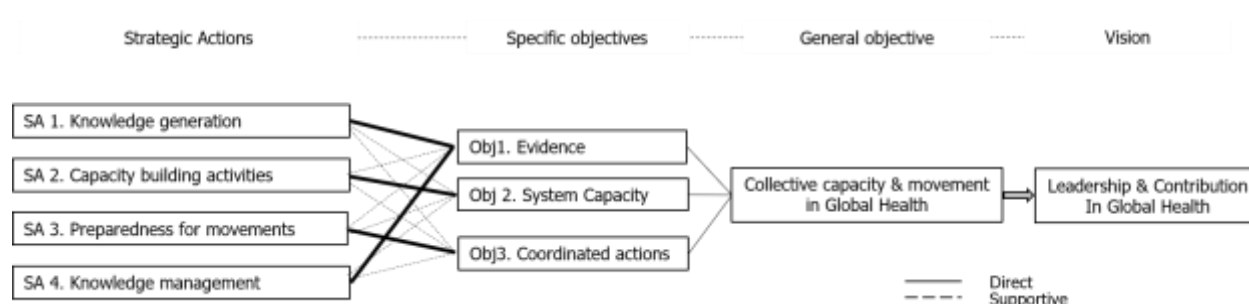 Strategic Actions
Specific objectives
General objective
Vision
SA 1. Knowledge generation
SA 2. Capacity building activities
SA 3. Preparedness for movements
SA 4. Knowledge management
Obj1. Evidence
Obj 2. System Capacity
Obj3. Coordinated actions
Collective capacity & movement
in Global Health
Leadership & Contribution
In Global Health
Direct
Supportive